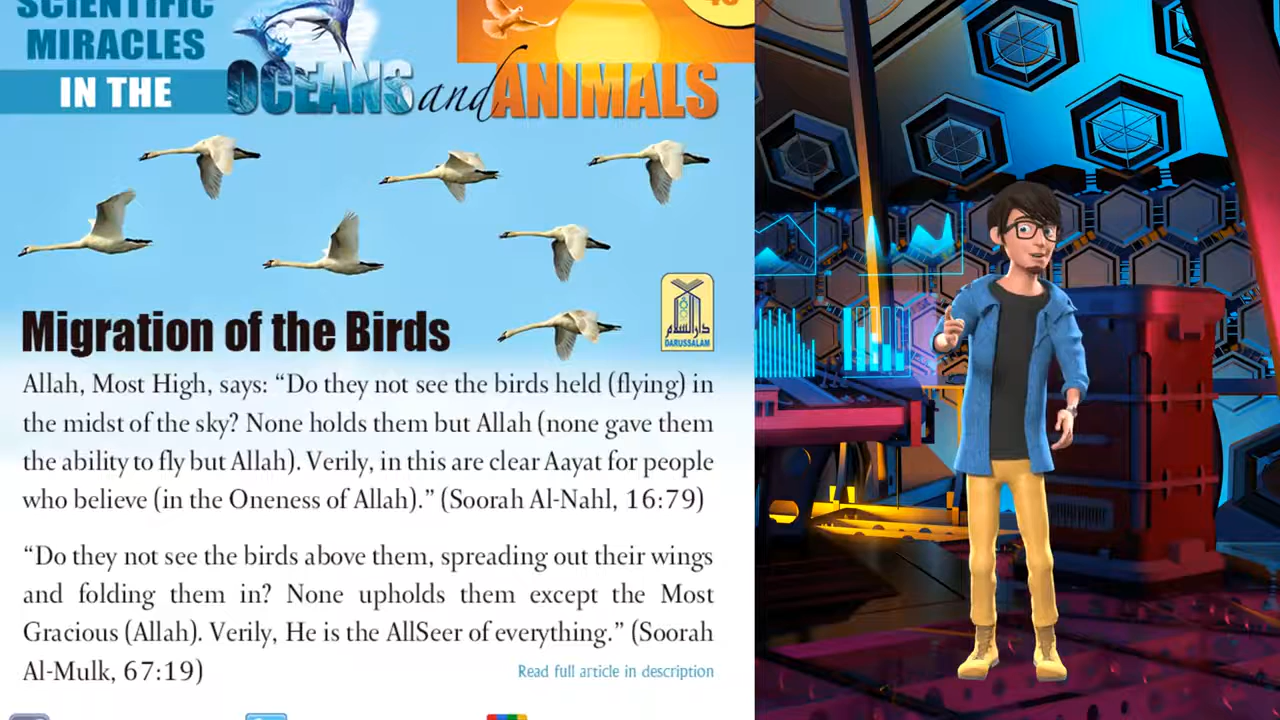 SCIENTIFIC
MIRACLES
IN THE
OCEANS and ANIMALS
دار السلام
DARUSSALAM
Migration of the Birds
Allah, Most High, says: “Do they not see the birds held (flying) in
the midst of the sky? None holds them but Allah (none gave them
the ability to fly but Allah). Verily, in this are clear Aayat for people
who believe (in the Oneness of Allah).” (Soorah Al-Nahl, 16:79)
“Do they not see the birds above them, spreading out their wings
and folding them in? None upholds them except the Most
Gracious (Allah). Verily, He is the AllSeer of everything.” (Soorah
Al-Mulk, 67:19)
Read full article in description